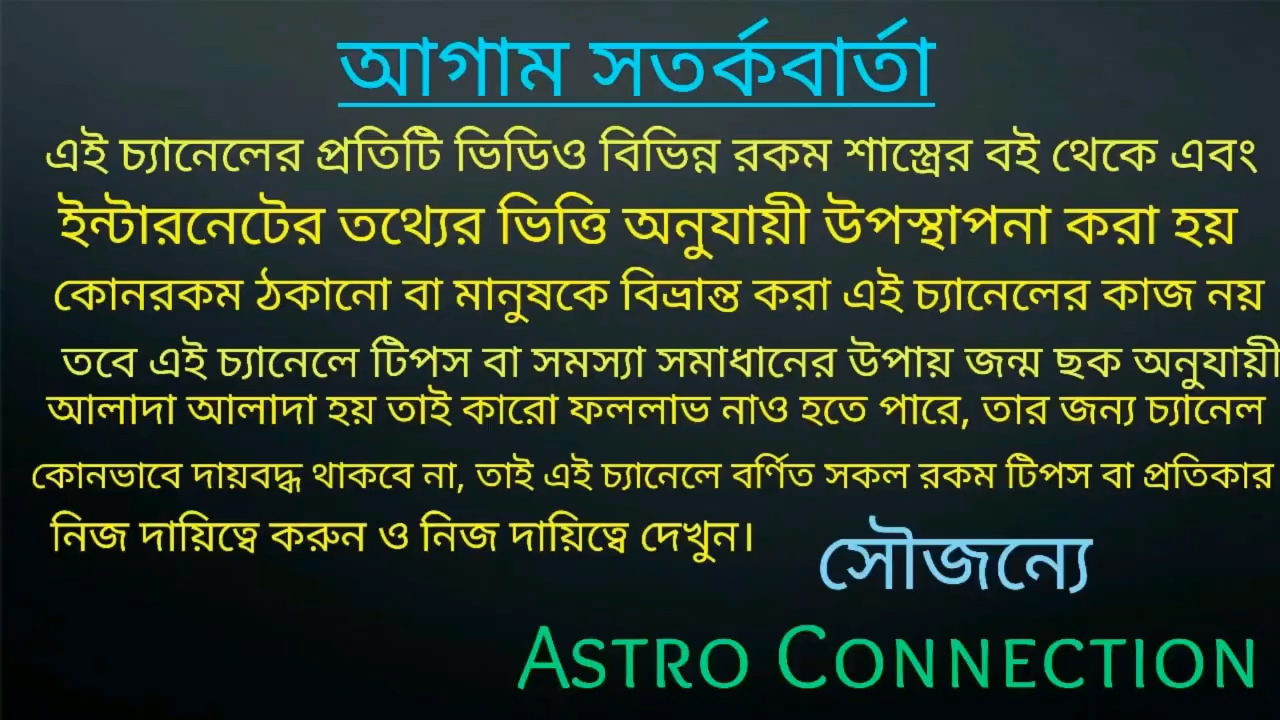 আগাম সতর্কবার্তা
এই চ্যানেলের প্রতিটি ভিডিও বিভিন্ন রকম শাস্ত্রের বই থেকে এবং
ইন্টারনেটের তথ্যের ভিত্তি অনুযায়ী উপস্থাপনা করা হয়
কোনরকম ঠকানো বা মানুষকে বিভ্রান্ত করা এই চ্যানেলের কাজ নয়
তবে এই চ্যানেলে টিপস বা সমস্যা সমাধানের উপায় জন্ম ছক অনুযায়ী
আলাদা আলাদা হয় তাই কারো ফললাভ নাও হতে পারে, তার জন্য চ্যানেল
কোনভাবে দায়বদ্ধ থাকবে না, তাই এই চ্যানেলে বর্ণিত সকল রকম টিপস বা প্রতিকার
নিজ দায়িত্বে করুন ও নিজ দায়িত্বে দেখুন।
সৌজন্যে
ASTRO CONNECTION